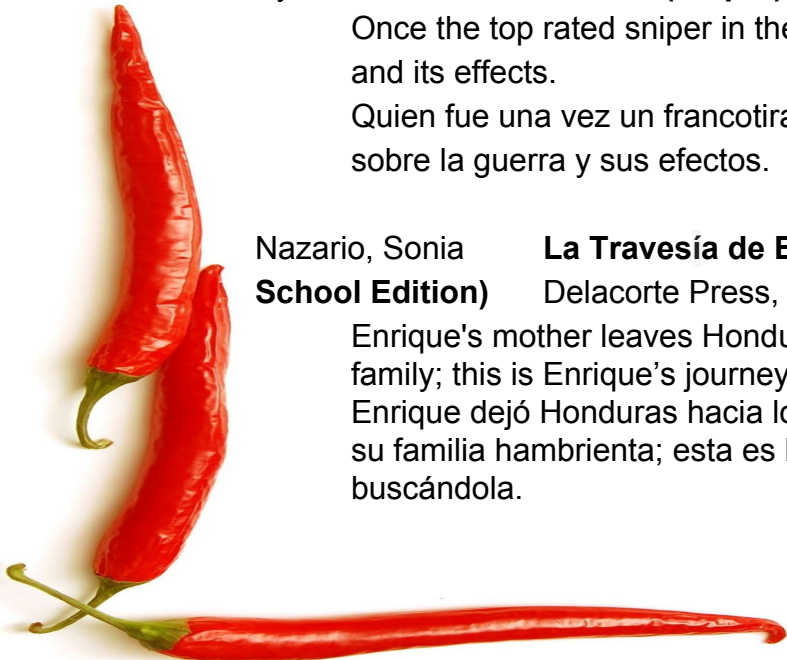 Once the top rated sniper in the
and its effects.
Quien fue una vez un francotira
sobre la guerra y sus efectos.
Nazario, Sonia La Travesía de E
School Edition) Delacorte Press,
Enrique's mother leaves Hondu
family; this is Enrique’s journey
Enrique dejó Honduras hacia lo
su familia hambrienta; esta es l
buscándola.